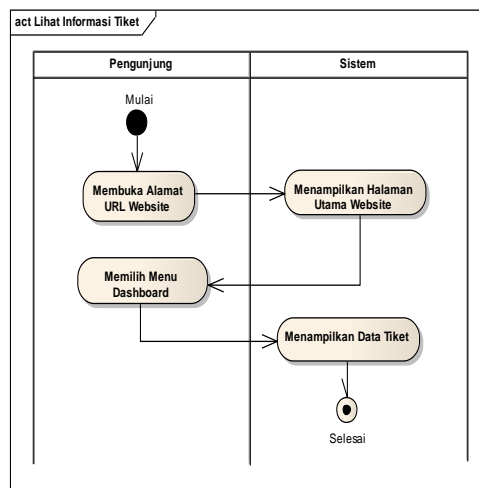 act Lihat Informasi Tiket
Pengunjung
Sistem
Mulai
Membuka Alamat
URL Website
Menampilkan Halaman
Utama Website
Memilih Menu
Dashboard
Menampilkan Data Tiket
Selesai